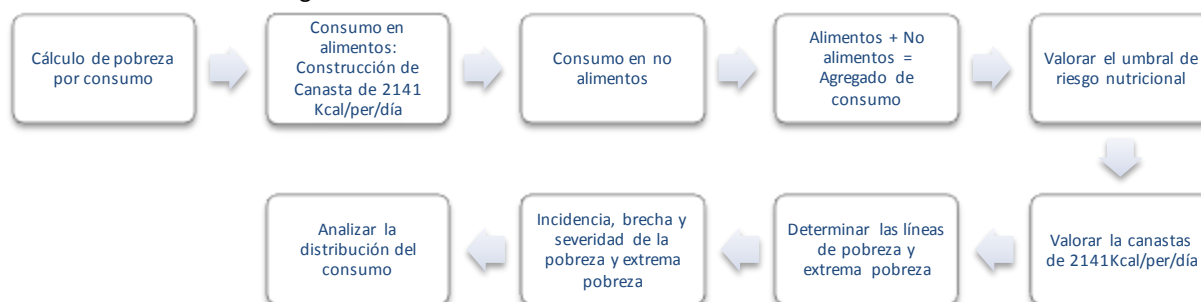 Cálculo de pobreza
por consumo
Consumo en
alimentos:
Construcción de
Canasta de 2141
Kcal/per/día
Consumo en no
alimentos
Alimentos + No
alimentos =
Agregado de
consumo
Valorar el umbral de
riesgo nutricional
Valorar la canastas
de 2141Kcal/per/día
Determinar las líneas
de pobreza y
extrema pobreza
Incidencia, brecha y
severidad de la
pobreza y extrema
pobreza
Analizar la
distribución del
consumo